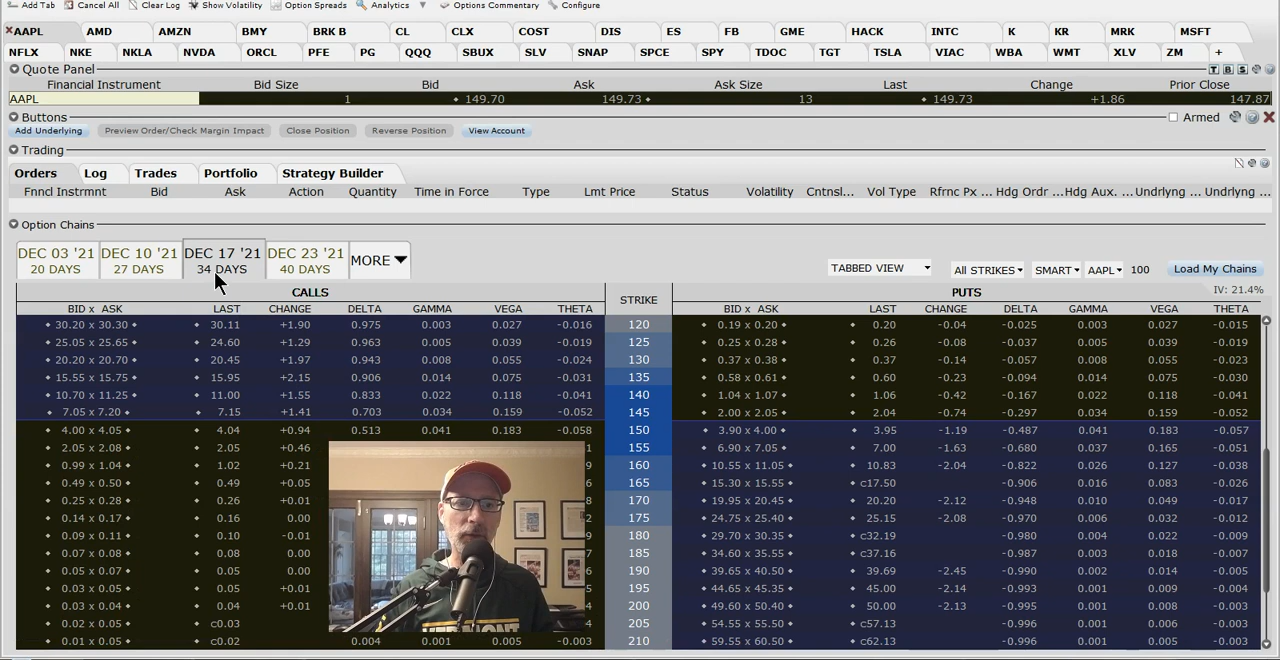 Add Tab Cancel All Clear Log Show Volatility Option Spreads Analytics ▼ Options Commentary Configure
AAPL AMD AMZN BMY BRK B CL CLX COST DIS ES FB GME HACK INTC K KR MRK MSFT
NFLX NKE NKLA NVDA ORCL PFE PG QQQ SBUX SLV SNAP SPCE SPY TDOC TGT TSLA VIAC WBA WMT XLV ZM +
Quote Panel T B S
Financial Instrument Bid Size Bid Ask Ask Size Last Change Prior Close
AAPL 1 149.70 149.73 13 149.73 +1.86 147.87
Buttons Armed
Add Underlying Preview Order/Check Margin Impact Close Position Reverse Position View Account
Trading
Orders Log Trades Portfolio Strategy Builder
Fnncl Instrmnt Bid Ask Action Quantity Time in Force Type Lmt Price Status Volatility Cntnsl... Vol Type Rfrnc Px ... Hdg Ordr ... Hdg Aux. ... Undrlyng ... Undrlyng ...
Option Chains
DEC 03 '21 DEC 10 '21 DEC 17 '21 DEC 23 '21 MORE ▼
20 DAYS 27 DAYS 34 DAYS 40 DAYS
TABBED VIEW All STRIKES SMART AAPL 100 Load My Chains
IV: 21.4%
CALLS STRIKE PUTS
BID x ASK LAST CHANGE DELTA GAMMA VEGA THETA BID x ASK LAST CHANGE DELTA GAMMA VEGA THETA
30.20 x 30.30 30.11 +1.90 0.975 0.003 0.027 -0.016 120 0.19 x 0.20 0.20 -0.04 -0.025 0.003 0.027 -0.015
25.05 x 25.65 24.60 +1.29 0.963 0.005 0.039 -0.019 125 0.25 x 0.28 0.26 -0.08 -0.037 0.005 0.039 -0.019
20.20 x 20.70 20.45 +1.97 0.943 0.008 0.055 -0.024 130 0.37 x 0.38 0.37 -0.14 -0.057 0.008 0.055 -0.023
15.55 x 15.75 15.95 +2.15 0.906 0.014 0.075 -0.031 135 0.58 x 0.61 0.60 -0.23 -0.094 0.014 0.075 -0.030
10.70 x 11.25 11.00 +1.55 0.833 0.022 0.118 -0.041 140 1.04 x 1.07 1.06 -0.42 -0.167 0.022 0.118 -0.041
7.05 x 7.20 7.15 +1.41 0.703 0.034 0.159 -0.052 145 2.00 x 2.05 2.04 -0.74 -0.297 0.034 0.159 -0.052
4.00 x 4.05 4.04 +0.94 0.513 0.041 0.183 -0.058 150 3.90 x 4.00 3.95 -1.19 -0.487 0.041 0.183 -0.057
2.05 x 2.08 2.05 +0.46 1 155 6.90 x 7.05 7.00 -1.63 -0.680 0.037 0.165 -0.051
0.99 x 1.04 1.02 +0.21 9 160 10.55 x 11.05 10.83 -2.04 -0.822 0.026 0.127 -0.038
0.49 x 0.50 0.49 +0.05 6 165 15.30 x 15.55 c17.50 -0.906 0.016 0.083 -0.026
0.25 x 0.28 0.26 +0.01 8 170 19.95 x 20.45 20.20 -2.12 -0.948 0.010 0.049 -0.017
0.14 x 0.17 0.16 0.00 2 175 24.75 x 25.40 25.15 -2.08 -0.970 0.006 0.032 -0.012
0.09 x 0.11 0.10 -0.01 180 29.70 x 30.35 c32.19 -0.980 0.004 0.022 -0.009
0.07 x 0.08 0.08 0.00 7 185 34.60 x 35.55 c37.16 -0.987 0.003 0.018 -0.007
0.05 x 0.07 0.05 0.00 6 190 39.65 x 40.50 39.69 -2.45 -0.990 0.002 0.014 -0.005
0.03 x 0.05 0.05 +0.01 5 195 44.65 x 45.35 45.00 -2.14 -0.993 0.001 0.009 -0.004
0.03 x 0.04 0.04 +0.01 4 200 49.60 x 50.40 50.00 -2.13 -0.995 0.001 0.008 -0.003
0.02 x 0.05 c0.03 4 205 54.55 x 55.50 c57.13 -0.996 0.001 0.006 -0.003
0.01 x 0.05 c0.02 0.004 0.001 0.005 -0.003 210 59.55 x 60.50 c62.13 -0.996 0.001 0.005 -0.003
VERMONT